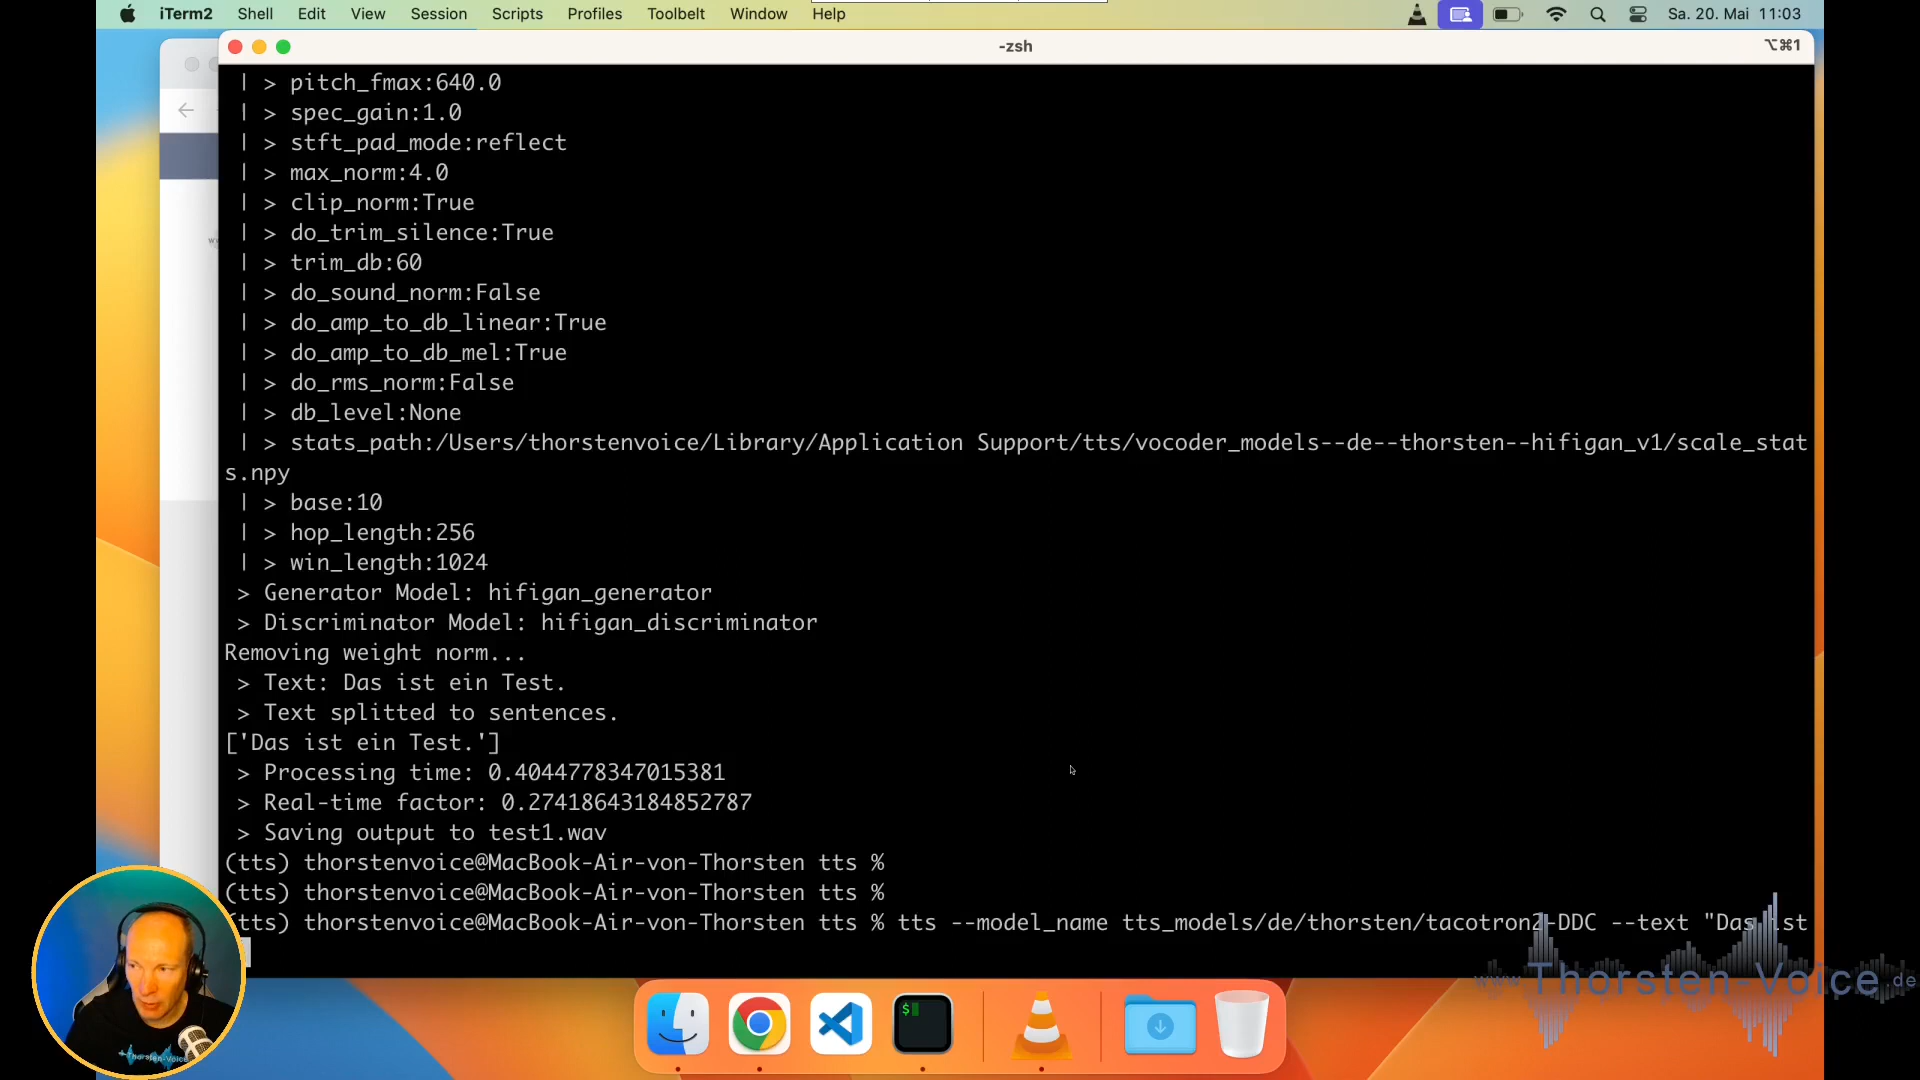 iTerm2 Shell Edit View Session Scripts Profiles Toolbelt Window Help Sa. 20. Mai 11:03
-zsh ⌥⌘1
| > pitch_fmax:640.0
| > spec_gain:1.0
| > stft_pad_mode:reflect
| > max_norm:4.0
| > clip_norm:True
| > do_trim_silence:True
| > trim_db:60
| > do_sound_norm:False
| > do_amp_to_db_linear:True
| > do_amp_to_db_mel:True
| > do_rms_norm:False
| > db_level:None
| > stats_path:/Users/thorstenvoice/Library/Application Support/tts/vocoder_models--de--thorsten--hifigan_v1/scale_stat
s.npy
| > base:10
| > hop_length:256
| > win_length:1024
> Generator Model: hifigan_generator
> Discriminator Model: hifigan_discriminator
Removing weight norm...
> Text: Das ist ein Test.
> Text splitted to sentences.
['Das ist ein Test.']
> Processing time: 0.4044778347015381
> Real-time factor: 0.27418643184852787
> Saving output to test1.wav
(tts) thorstenvoice@MacBook-Air-von-Thorsten tts %
(tts) thorstenvoice@MacBook-Air-von-Thorsten tts %
(tts) thorstenvoice@MacBook-Air-von-Thorsten tts % tts --model_name tts_models/de/thorsten/tacotron2-DDC --text "Das ist
www.Thorsten-Voice.de
$
Thorsten-Voice